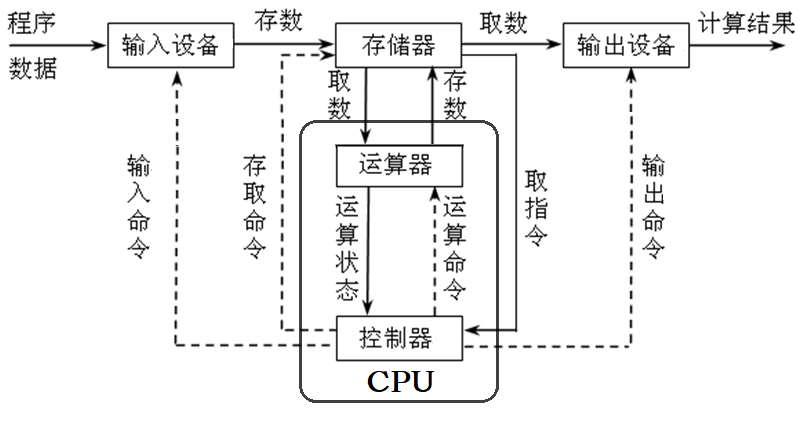 程序
数据
输入设备
存数
存储器
取数
输出设备
计算结果
取数
存数
运算器
输入命令
存取命令
运算状态
运算命令
取指令
输出命令
控制器
CPU